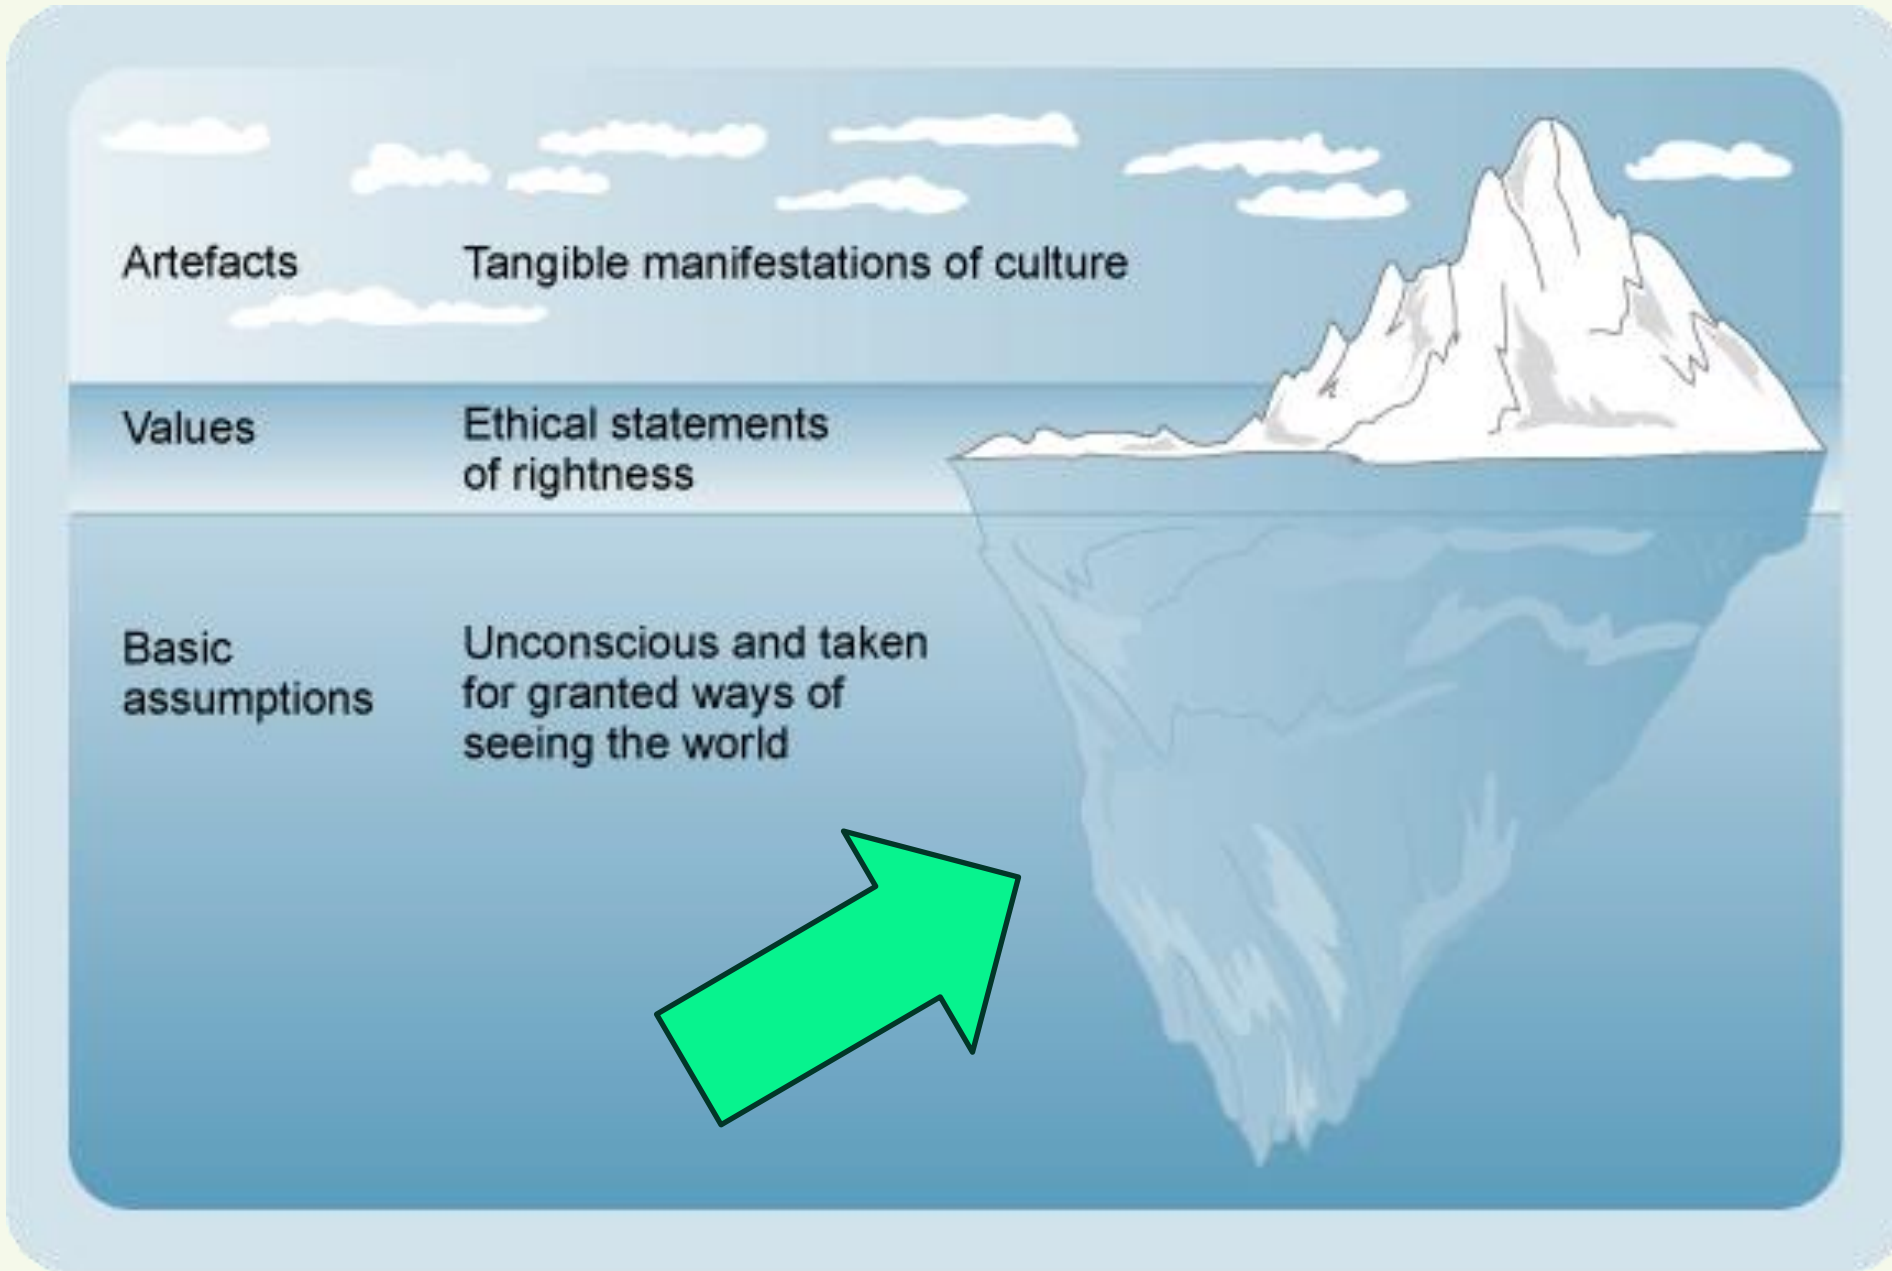 Artefacts
Tangible manifestations of culture
Values
Ethical statements
of rightness
Basic
assumptions
Unconscious and taken
for granted ways of
seeing the world